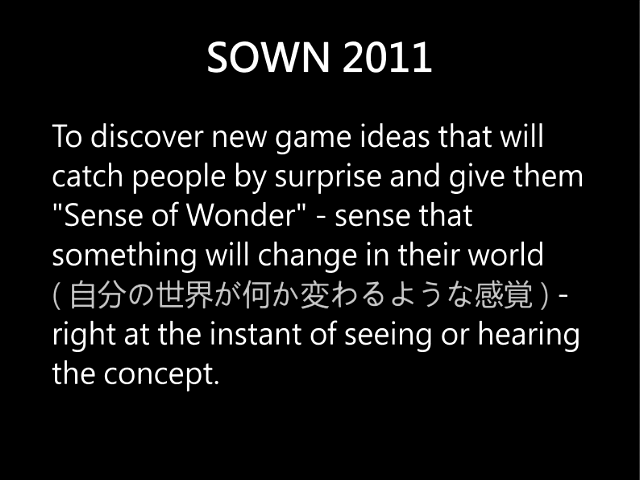 SOWN 2011
To discover new game ideas that will
catch people by surprise and give them
"Sense of Wonder" - sense that
something will change in their world
( 自分の世界が何か変わるような感覚 ) -
right at the instant of seeing or hearing
the concept.